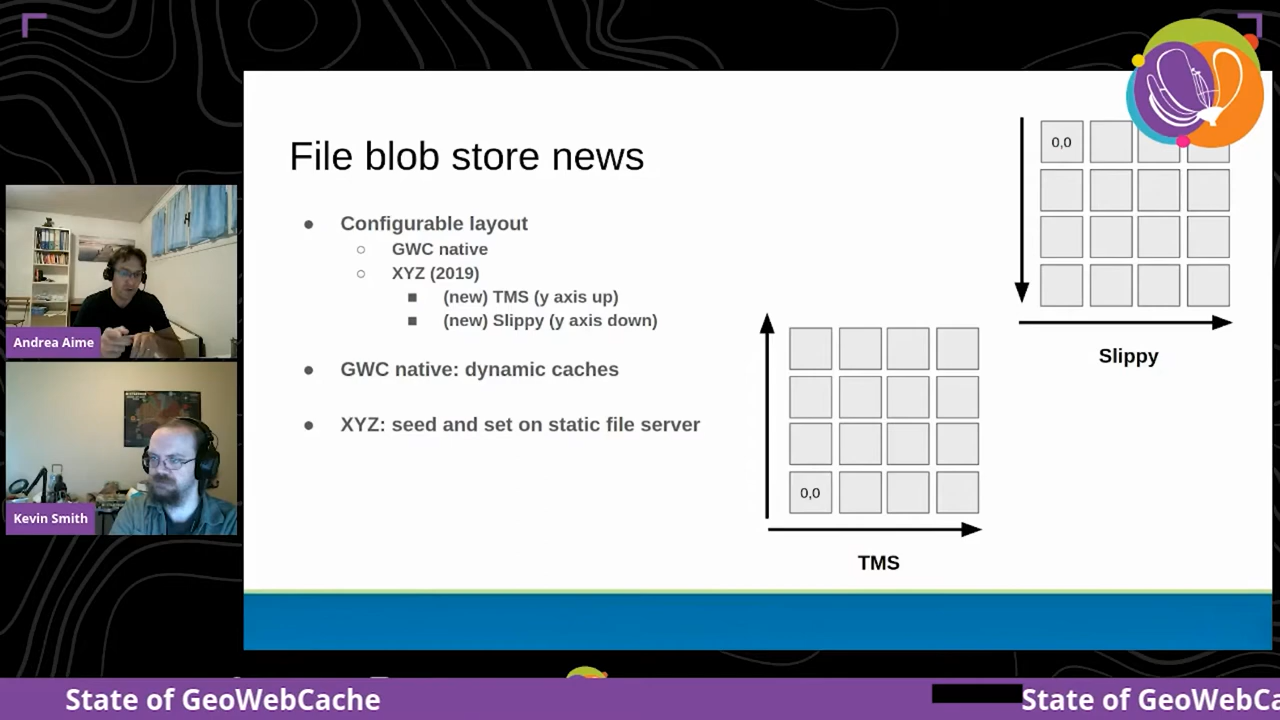 File blob store news
Configurable layout
GWC native
XYZ (2019)
(new) TMS (y axis up)
(new) Slippy (y axis down)
GWC native: dynamic caches
XYZ: seed and set on static file server
0,0
Slippy
0,0
TMS
Andrea Aime
Kevin Smith
State of GeoWebCache
State of GeoWebCa